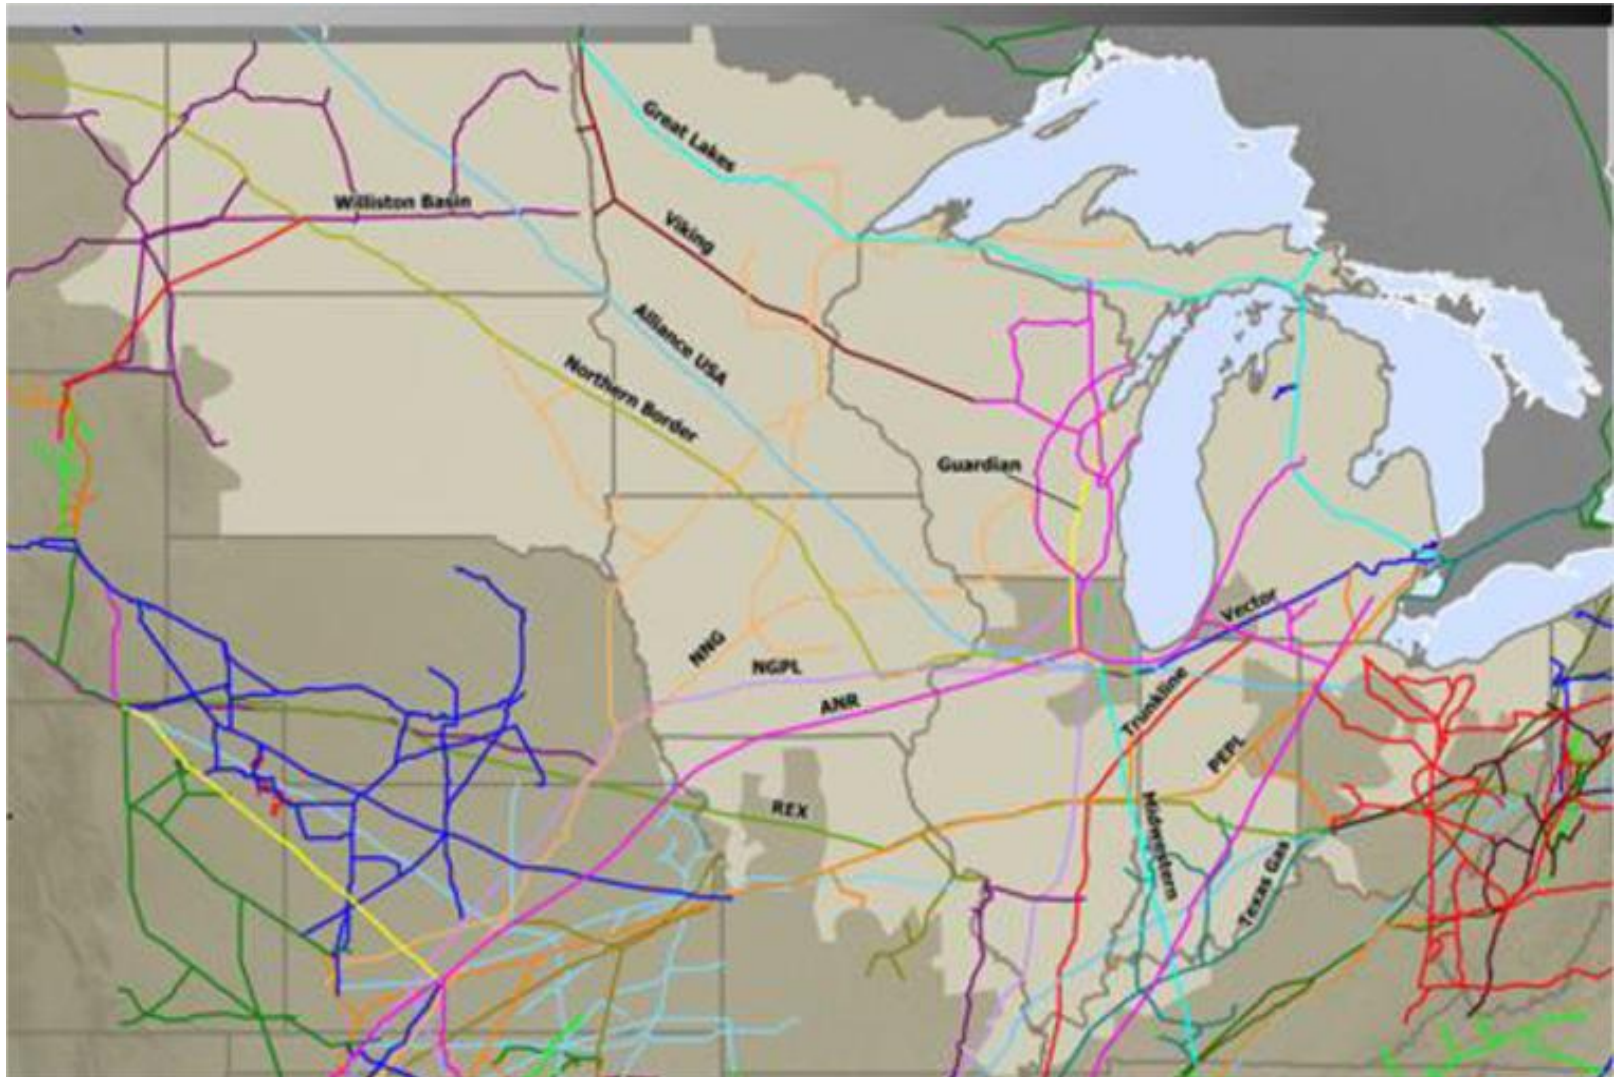 Great Lakes
Williston Basin
Viking
Alliance USA
Northern Border
Guardian
Vector
NNG
NGPL
ANR
Trunkline
PEPL
REX
Midwestern
Texas Gas